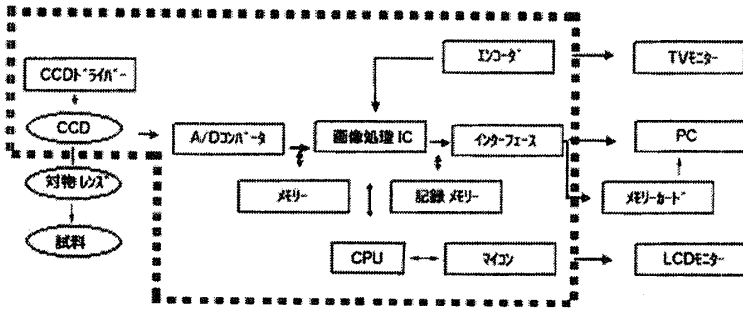 エンコーダ
TVモニター
CCDドライバー
CCD
A/Dコンバータ
画像処理 IC
インターフェース
PC
対物 レンズ
メモリー
記録 メモリー
メモリーカード
試料
CPU
マイコン
LCDモニター